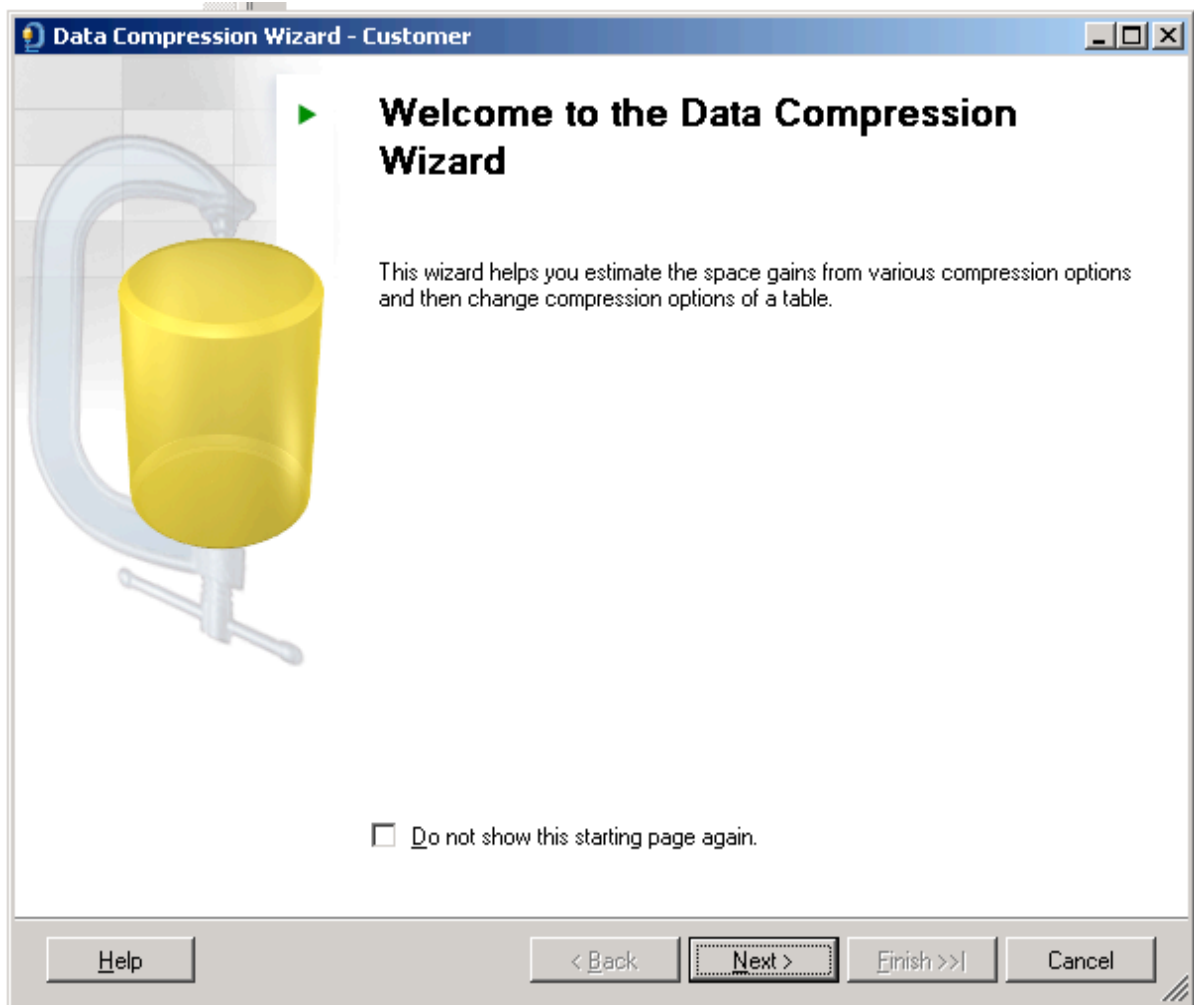 Data Compression Wizard - Customer
Welcome to the Data Compression
Wizard
This wizard helps you estimate the space gains from various compression options
and then change compression options of a table.
Do not show this starting page again.
Help
< Back
Next >
Finish >>|
Cancel